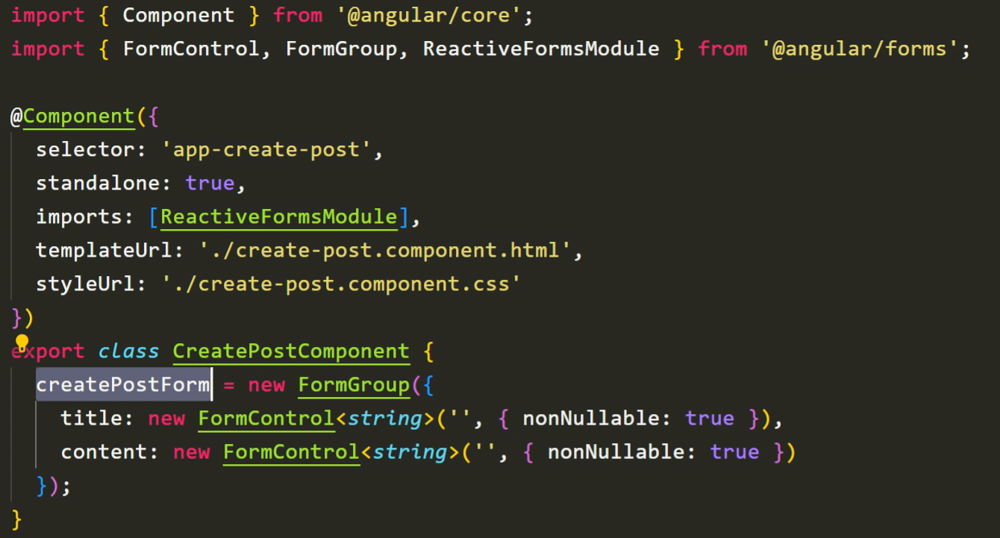 import { Component } from '@angular/core';
import { FormControl, FormGroup, ReactiveFormsModule } from '@angular/forms';

@Component({
  selector: 'app-create-post',
  standalone: true,
  imports: [ReactiveFormsModule],
  templateUrl: './create-post.component.html',
  styleUrl: './create-post.component.css'
})
export class CreatePostComponent {
  createPostForm = new FormGroup({
    title: new FormControl<string>('', { nonNullable: true }),
    content: new FormControl<string>('', { nonNullable: true })
  });
}